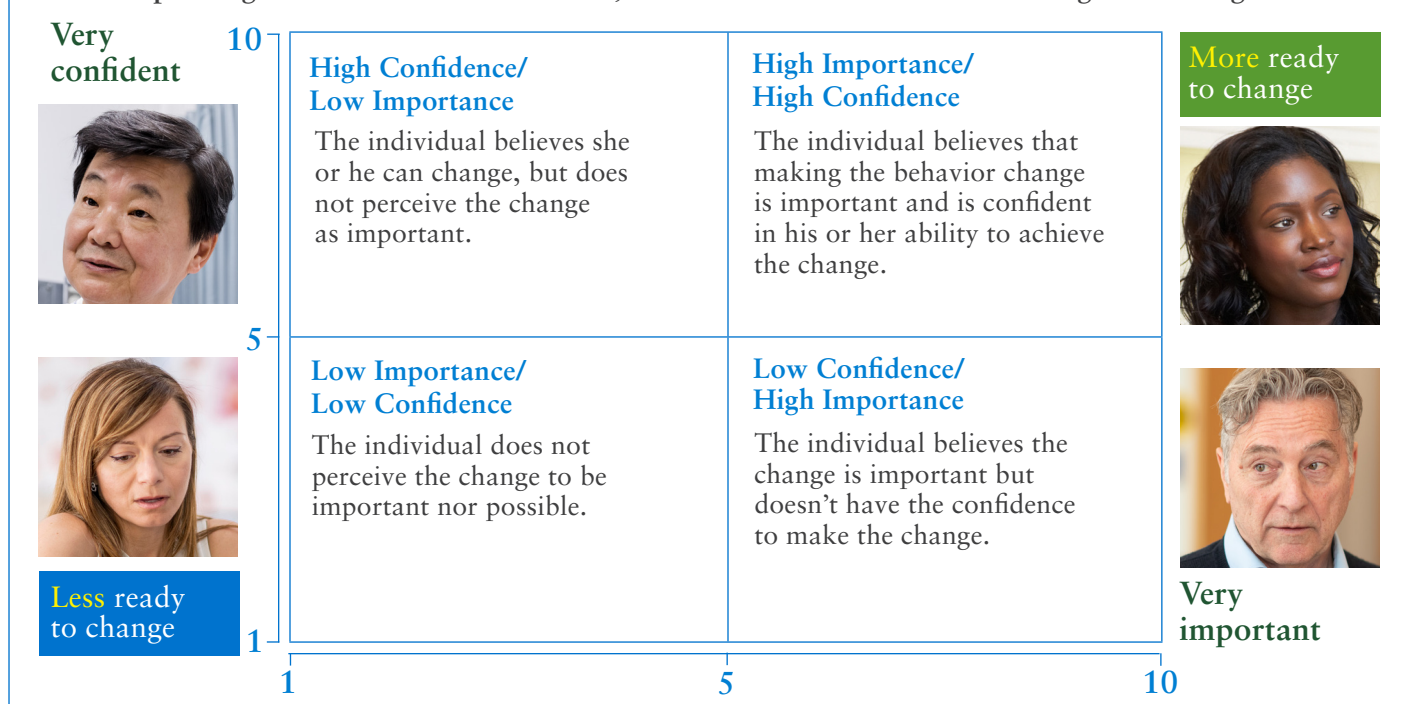 Very
confident
10
High Confidence/
Low Importance
The individual believes she
or he can change, but does
not perceive the change
as important.
High Importance/
High Confidence
The individual believes that
making the behavior change
is important and is confident
in his or her ability to achieve
the change.
More ready
to change
5
Low Importance/
Low Confidence
The individual does not
perceive the change to be
important nor possible.
Low Confidence/
High Importance
The individual believes the
change is important but
doesn’t have the confidence
to make the change.
Less ready
to change
Very
important
1
1
5
10